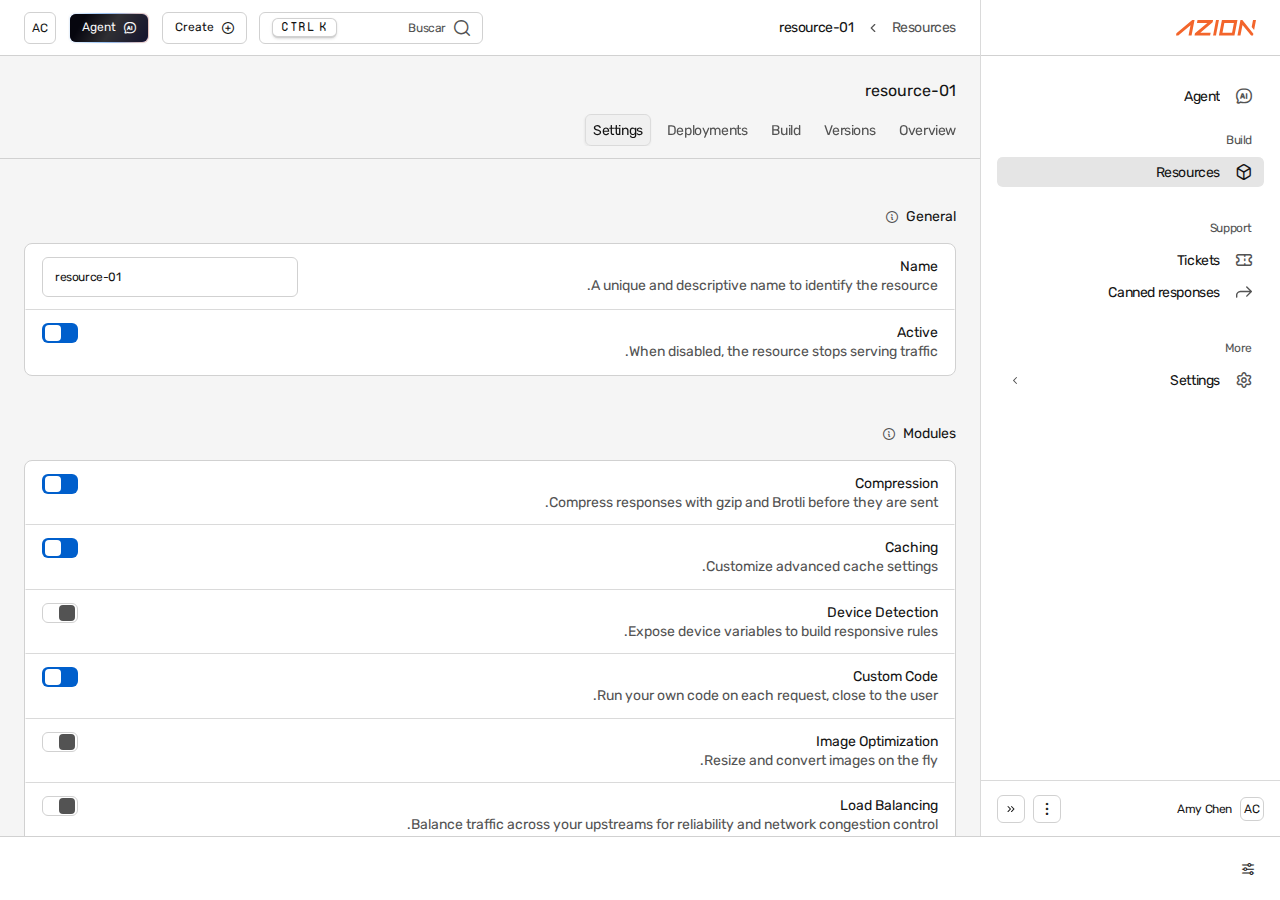 AZION
Resources
resource-01
Buscar
CTRL K
Create
Agent
AC
Agent
Build
Resources
Support
Tickets
Canned responses
More
Settings
AC
Amy Chen
resource-01
Overview
Versions
Build
Deployments
Settings
General
Name
A unique and descriptive name to identify the resource.
resource-01
Active
When disabled, the resource stops serving traffic.
Modules
Compression
Compress responses with gzip and Brotli before they are sent.
Caching
Customize advanced cache settings.
Device Detection
Expose device variables to build responsive rules.
Custom Code
Run your own code on each request, close to the user.
Image Optimization
Resize and convert images on the fly.
Load Balancing
Balance traffic across your upstreams for reliability and network congestion control.